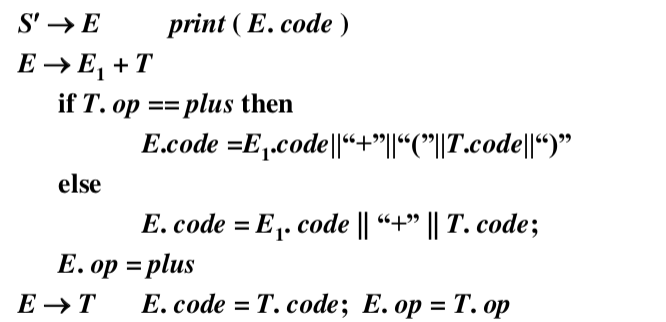 S′ → E print ( E. code )
E → E₁ + T
if T. op == plus then
E.code =E₁.code||“+”||“(”||T.code||“)”
else
E. code = E₁. code || “+” || T. code;
E. op = plus
E → T E. code = T. code; E. op = T. op